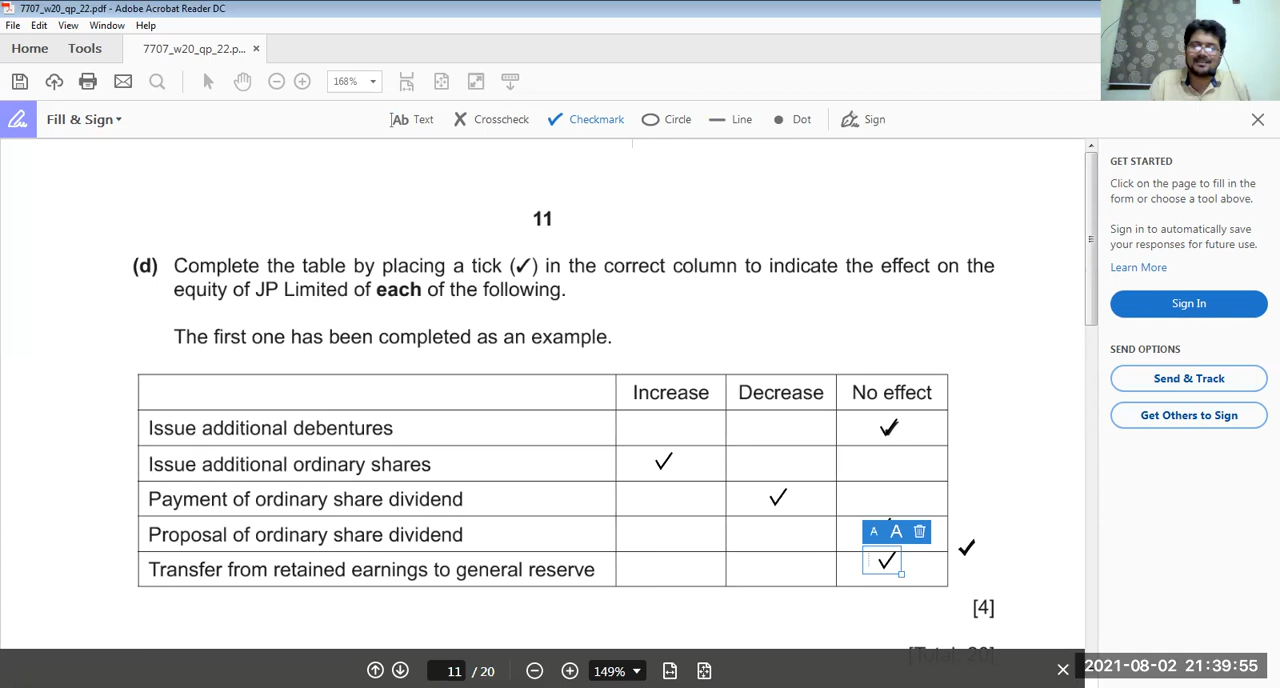 7707_w20_qp_22.pdf - Adobe Acrobat Reader DC
File Edit View Window Help
Home Tools 7707_w20_qp_22.p... ×
168%
Fill & Sign
Ab Text Crosscheck Checkmark Circle Line Dot Sign
GET STARTED
Click on the page to fill in the
form or choose a tool above.
Sign in to automatically save
your responses for future use.
Learn More
Sign In
SEND OPTIONS
Send & Track
Get Others to Sign
11
(d) Complete the table by placing a tick (✓) in the correct column to indicate the effect on the
equity of JP Limited of each of the following.
The first one has been completed as an example.
Increase Decrease No effect
Issue additional debentures ✓
Issue additional ordinary shares ✓
Payment of ordinary share dividend ✓
Proposal of ordinary share dividend
A A
Transfer from retained earnings to general reserve ✓
✓
[4]
[Total: 20]
11 / 20 149%
2021-08-02 21:39:55